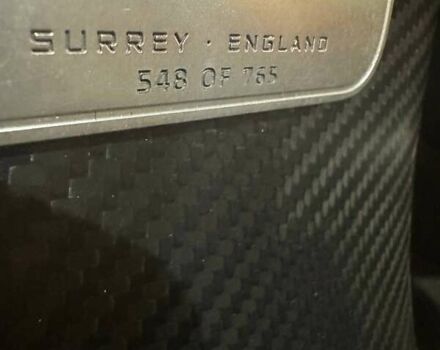 SURREY · ENGLAND
548 OF 765